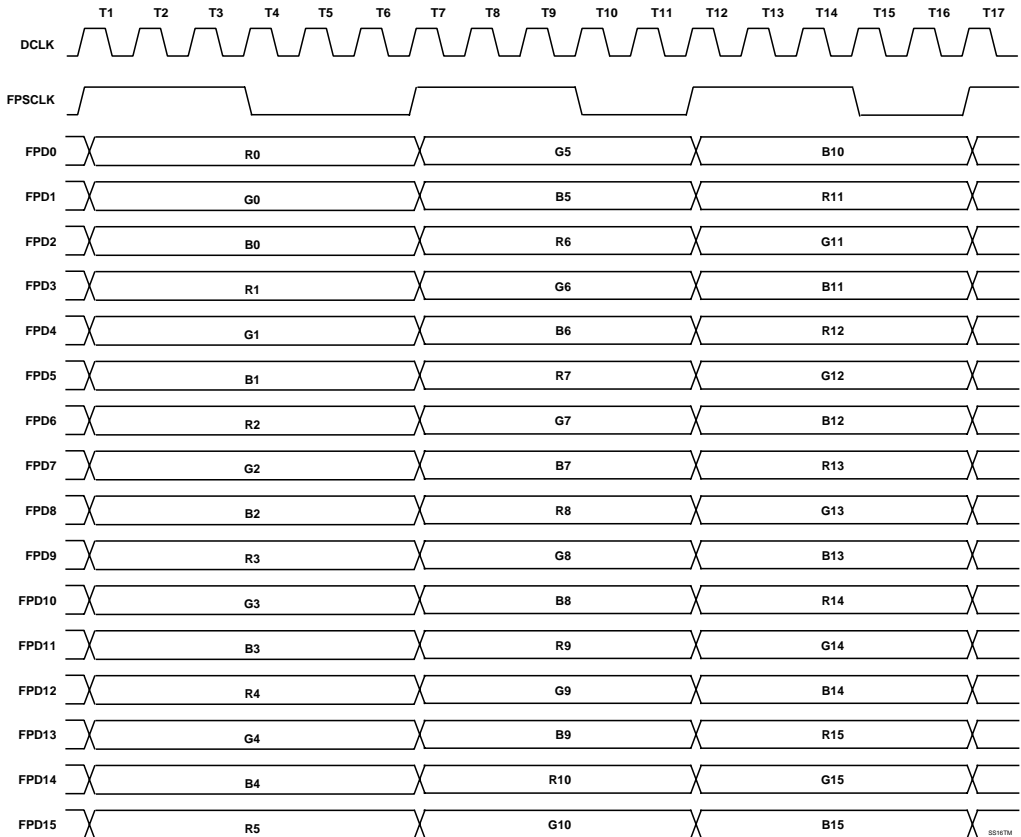 T1 T2 T3 T4 T5 T6 T7 T8 T9 T10 T11 T12 T13 T14 T15 T16 T17
DCLK
FPSCLK
FPD0 R0 G5 B10
FPD1 G0 B5 R11
FPD2 B0 R6 G11
FPD3 R1 G6 B11
FPD4 G1 B6 R12
FPD5 B1 R7 G12
FPD6 R2 G7 B12
FPD7 G2 B7 R13
FPD8 B2 R8 G13
FPD9 R3 G8 B13
FPD10 G3 B8 R14
FPD11 B3 R9 G14
FPD12 R4 G9 B14
FPD13 G4 B9 R15
FPD14 B4 R10 G15
FPD15 R5 G10 B15
SS16TM